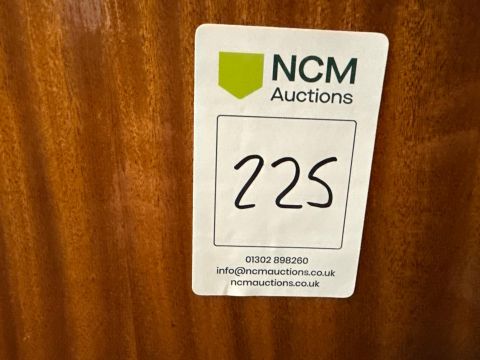 NCM
Auctions
225
01302 898260
info@ncmauctions.co.uk
ncmauctions.co.uk